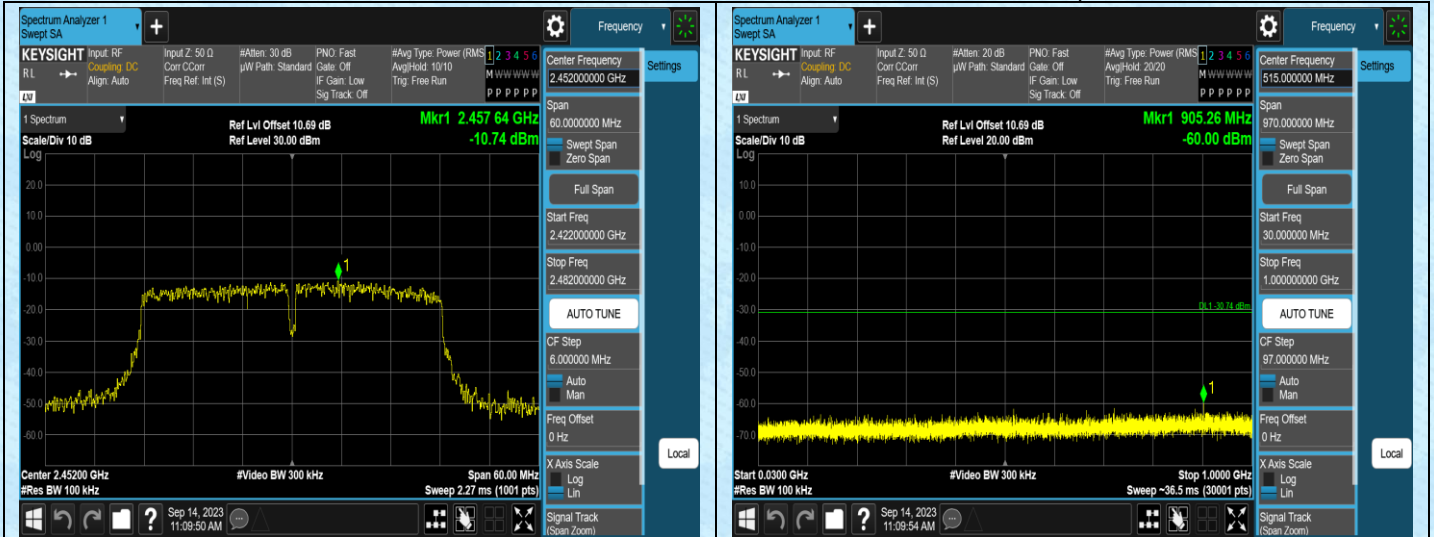 Spectrum Analyzer 1
Swept SA
+
Frequency
KEYSIGHT
RL
LXI
Input: RF
Coupling: DC
Align: Auto
Input Z: 50 Ω
Corr CCorr
Freq Ref: Int (S)
#Atten: 30 dB
µW Path: Standard
PNO: Fast
Gate: Off
IF Gain: Low
Sig Track: Off
#Avg Type: Power (RMS
Avg|Hold: 10/10
Trig: Free Run
1 2 3 4 5 6
M W W W W W
P P P P P P
Center Frequency
2.452000000 GHz
Settings
1 Spectrum
Scale/Div 10 dB
Log
Ref Lvl Offset 10.69 dB
Ref Level 30.00 dBm
Mkr1 2.457 64 GHz
-10.74 dBm
Span
60.0000000 MHz
Swept Span
Zero Span
Full Span
Start Freq
2.422000000 GHz
Stop Freq
2.482000000 GHz
AUTO TUNE
CF Step
6.000000 MHz
Auto
Man
Freq Offset
0 Hz
X Axis Scale
Log
Lin
Signal Track
(Span Zoom)
Local
20.0
10.0
0.00
-10.0
-20.0
-30.0
-40.0
-50.0
-60.0
1
Center 2.45200 GHz
#Res BW 100 kHz
#Video BW 300 kHz
Span 60.00 MHz
Sweep 2.27 ms (1001 pts)
?
Sep 14, 2023
11:09:50 AM
Spectrum Analyzer 1
Swept SA
+
Frequency
KEYSIGHT
RL
LXI
Input: RF
Coupling: DC
Align: Auto
Input Z: 50 Ω
Corr CCorr
Freq Ref: Int (S)
#Atten: 20 dB
µW Path: Standard
PNO: Fast
Gate: Off
IF Gain: Low
Sig Track: Off
#Avg Type: Power (RMS
Avg|Hold: 20/20
Trig: Free Run
1 2 3 4 5 6
M W W W W W
P P P P P P
Center Frequency
515.000000 MHz
Settings
1 Spectrum
Scale/Div 10 dB
Log
Ref Lvl Offset 10.69 dB
Ref Level 20.00 dBm
Mkr1 905.26 MHz
-60.00 dBm
Span
970.000000 MHz
Swept Span
Zero Span
Full Span
Start Freq
30.000000 MHz
Stop Freq
1.000000000 GHz
AUTO TUNE
CF Step
97.000000 MHz
Auto
Man
Freq Offset
0 Hz
X Axis Scale
Log
Lin
Signal Track
(Span Zoom)
Local
10.0
0.00
-10.0
-20.0
-30.0
-40.0
-50.0
-60.0
-70.0
DL1 -30.74 dBm
1
Start 0.0300 GHz
#Res BW 100 kHz
#Video BW 300 kHz
Stop 1.0000 GHz
Sweep ~36.5 ms (30001 pts)
?
Sep 14, 2023
11:09:54 AM